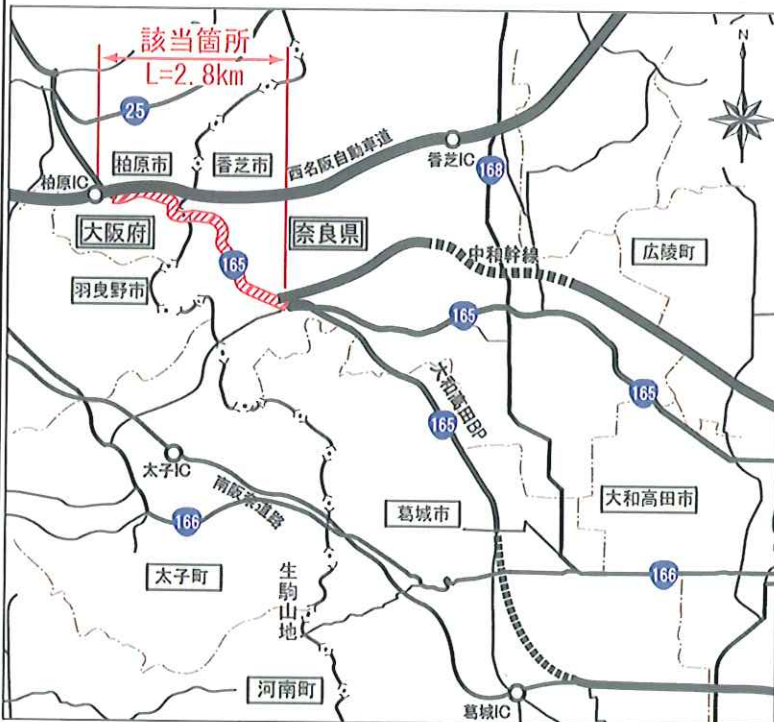 該当箇所
L=2.8km
N
25
柏原市
香芝市
西名阪自動車道
香芝IC
168
柏原IC
大阪府
奈良県
165
中和幹線
広陵町
羽曳野市
165
165
大和高田BP
165
太子IC
南阪奈道路
166
葛城市
大和高田市
166
太子町
生駒山地
河南町
葛城IC